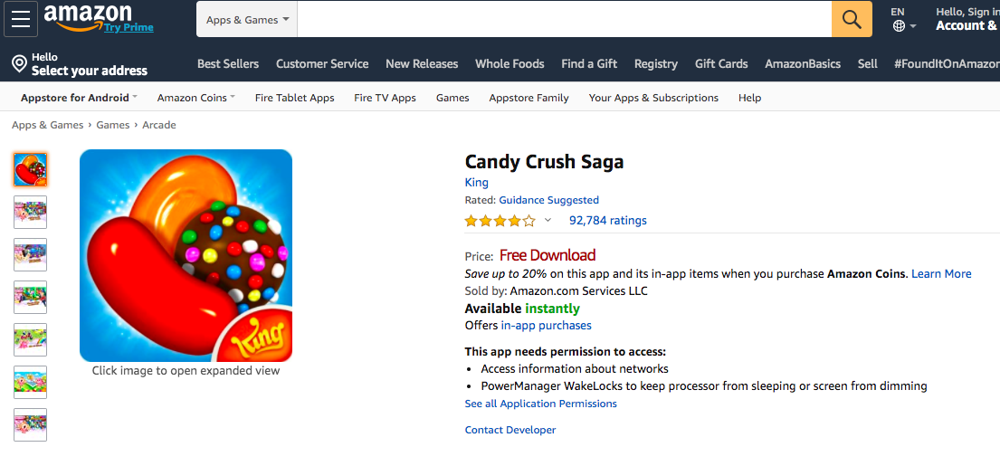 amazon
Try Prime
Apps & Games
EN
Hello, Sign in
Account &
Hello
Select your address
Best Sellers
Customer Service
New Releases
Whole Foods
Find a Gift
Registry
Gift Cards
AmazonBasics
Sell
#FoundItOnAmazon
Appstore for Android
Amazon Coins
Fire Tablet Apps
Fire TV Apps
Games
Appstore Family
Your Apps & Subscriptions
Help
Apps & Games › Games › Arcade
King
Click image to open expanded view
Candy Crush Saga
King
Rated: Guidance Suggested
92,784 ratings
Price: Free Download
Save up to 20% on this app and its in-app items when you purchase Amazon Coins. Learn More
Sold by: Amazon.com Services LLC
Available instantly
Offers in-app purchases
This app needs permission to access:
• Access information about networks
• PowerManager WakeLocks to keep processor from sleeping or screen from dimming
See all Application Permissions
Contact Developer